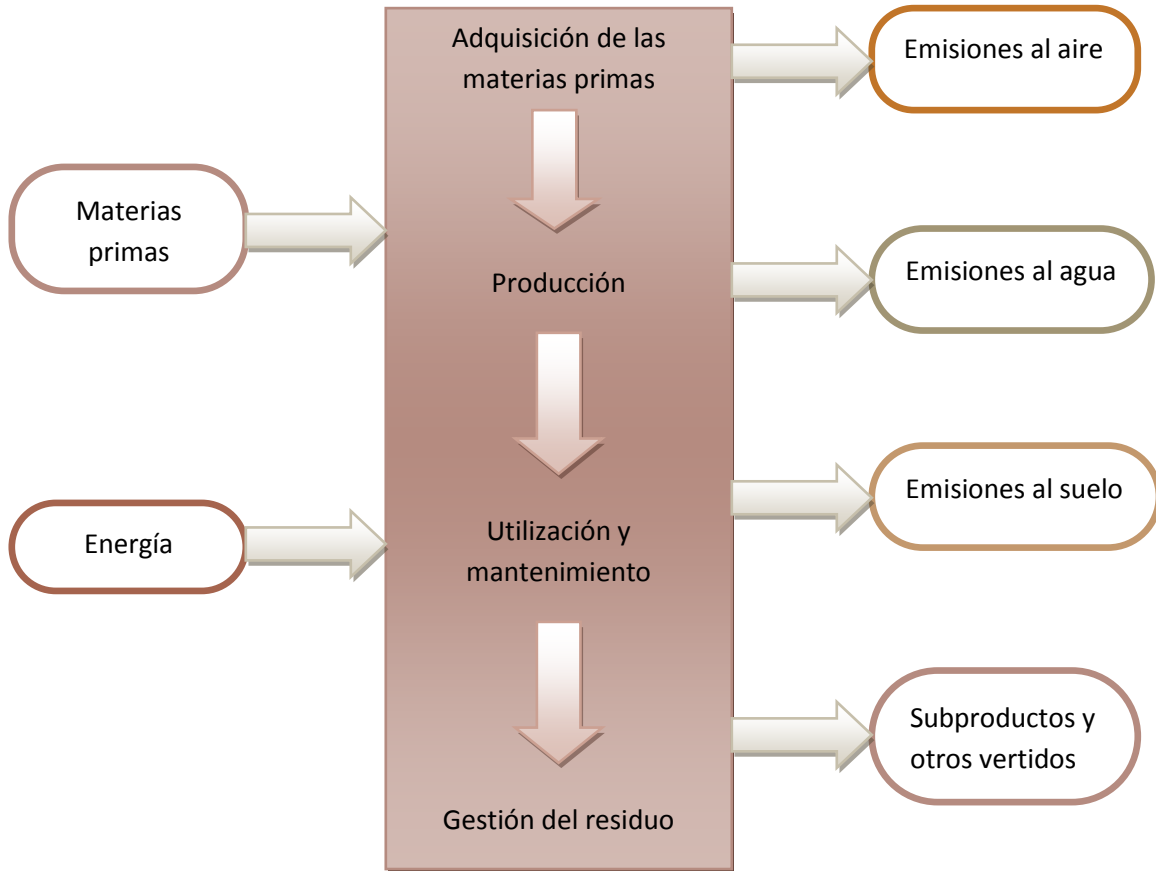 Adquisición de las
materias primas
Emisiones al aire
Materias
primas
Producción
Emisiones al agua
Energía
Utilización y
mantenimiento
Emisiones al suelo
Subproductos y
otros vertidos
Gestión del residuo